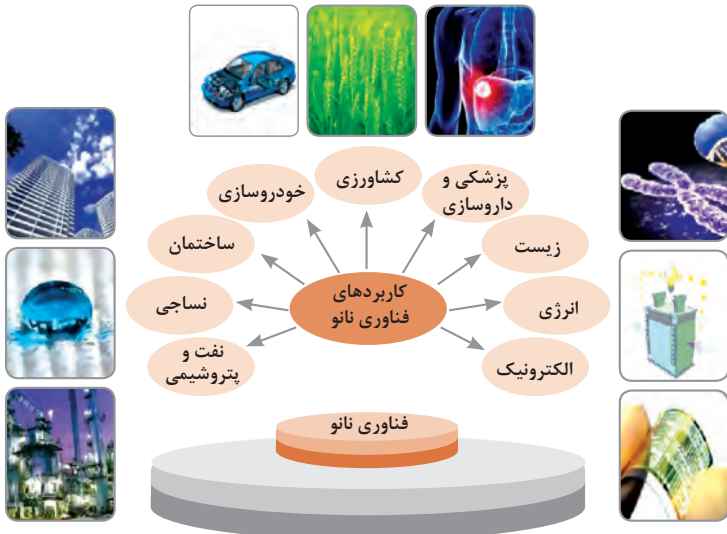 کشاورزی
پزشکی و
داروسازی
خودروسازی
زیست
ساختمان
کاربردهای
فناوری نانو
انرژی
نساجی
الکترونیک
نفت و
پتروشیمی
فناوری نانو